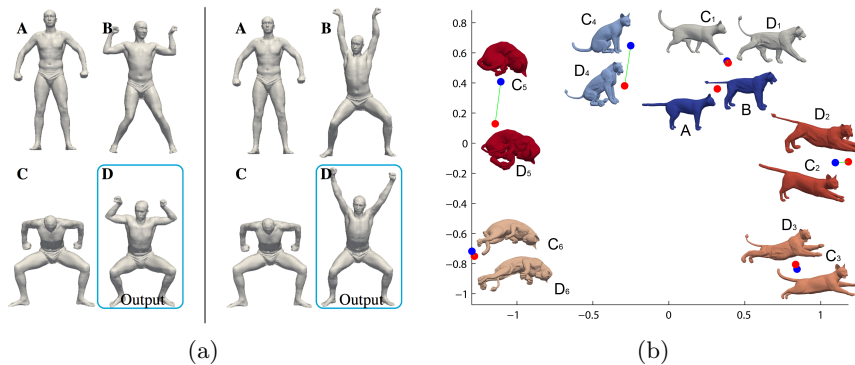 A B A B
C D C D
Output Output
(a)
0.8
0.6
0.4
0.2
0
−0.2
−0.4
−0.6
−0.8
−1
−1 −0.5 0 0.5 1
C4 C1 D1
D4 C5
A B
D2
D5 C2
D3
C6 C3
D6
(b)